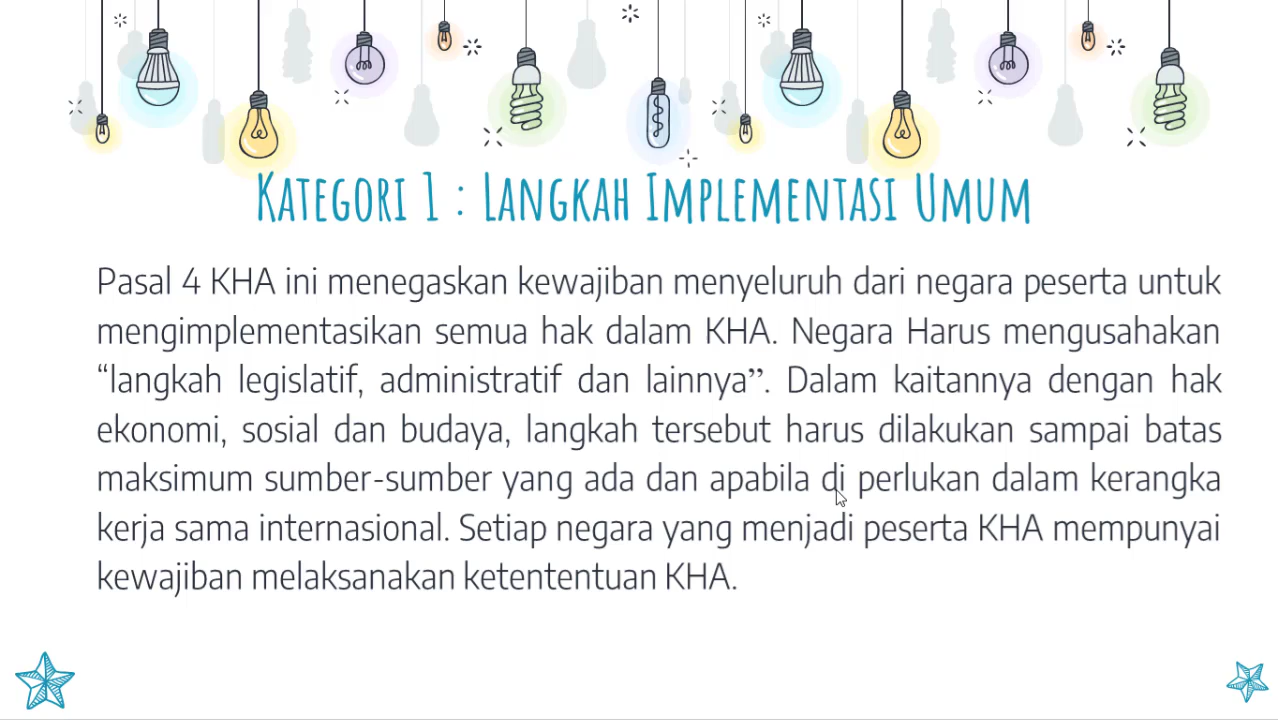 Kategori 1 : Langkah Implementasi Umum
Pasal 4 KHA ini menegaskan kewajiban menyeluruh dari negara peserta untuk
mengimplementasikan semua hak dalam KHA. Negara Harus mengusahakan
“langkah legislatif, administratif dan lainnya”. Dalam kaitannya dengan hak
ekonomi, sosial dan budaya, langkah tersebut harus dilakukan sampai batas
maksimum sumber-sumber yang ada dan apabila di perlukan dalam kerangka
kerja sama internasional. Setiap negara yang menjadi peserta KHA mempunyai
kewajiban melaksanakan ketententuan KHA.